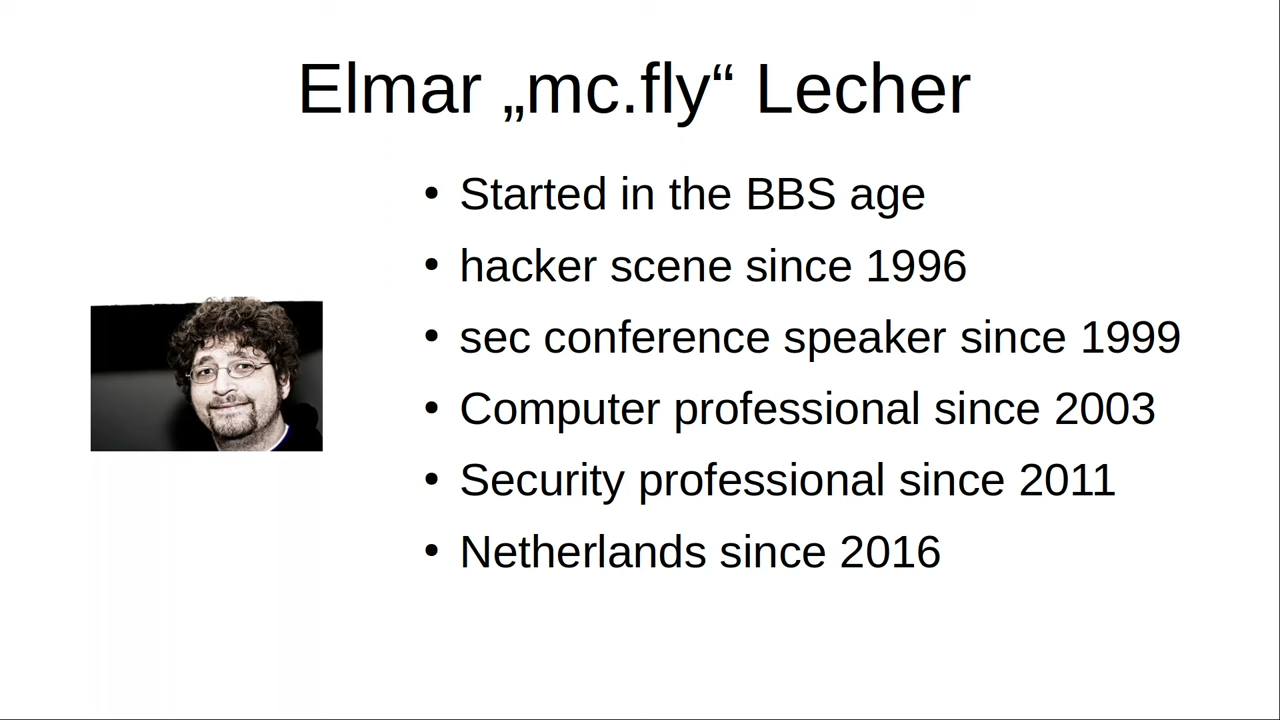 Elmar „mc.fly“ Lecher
• Started in the BBS age
• hacker scene since 1996
• sec conference speaker since 1999
• Computer professional since 2003
• Security professional since 2011
• Netherlands since 2016